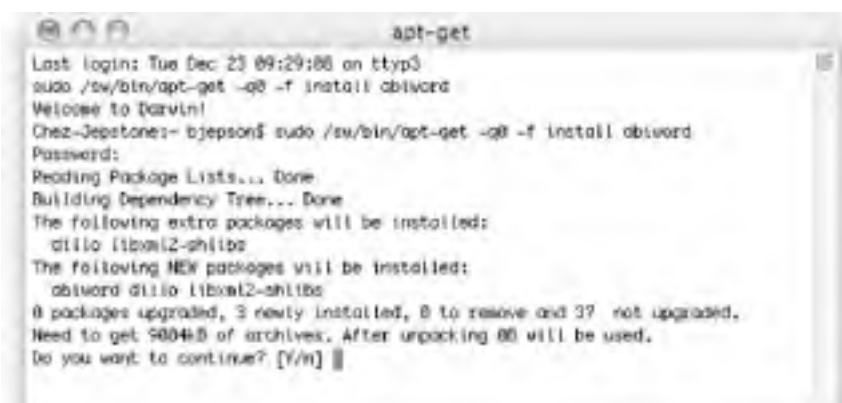 apt-get
Last login: Tue Dec 23 09:29:08 on ttyp3
sudo /sw/bin/apt-get -q0 -f install abiword
Welcome to Darwin!
Chez-Jepstone:~ bjepson$ sudo /sw/bin/apt-get -q0 -f install abiword
Password:
Reading Package Lists... Done
Building Dependency Tree... Done
The following extra packages will be installed:
dillo libxml2-shlibs
The following NEW packages will be installed:
abiword dillo libxml2-shlibs
0 packages upgraded, 3 newly installed, 0 to remove and 37 not upgraded.
Need to get of archives. After unpacking 0B will be used.
Do you want to continue? [Y/n]